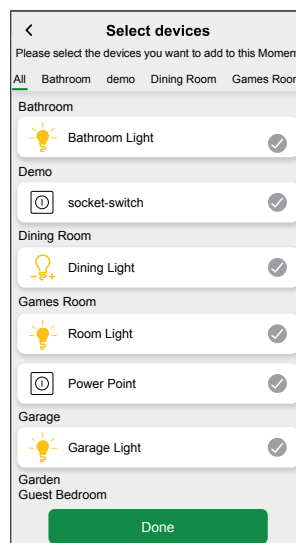 Select devices
Please select the devices you want to add to this Momen
All Bathroom demo Dining Room Games Roor
Bathroom
Bathroom Light
Demo
socket-switch
Dining Room
Dining Light
Games Room
Room Light
Power Point
Garage
Garage Light
Garden
Guest Bedroom
Done